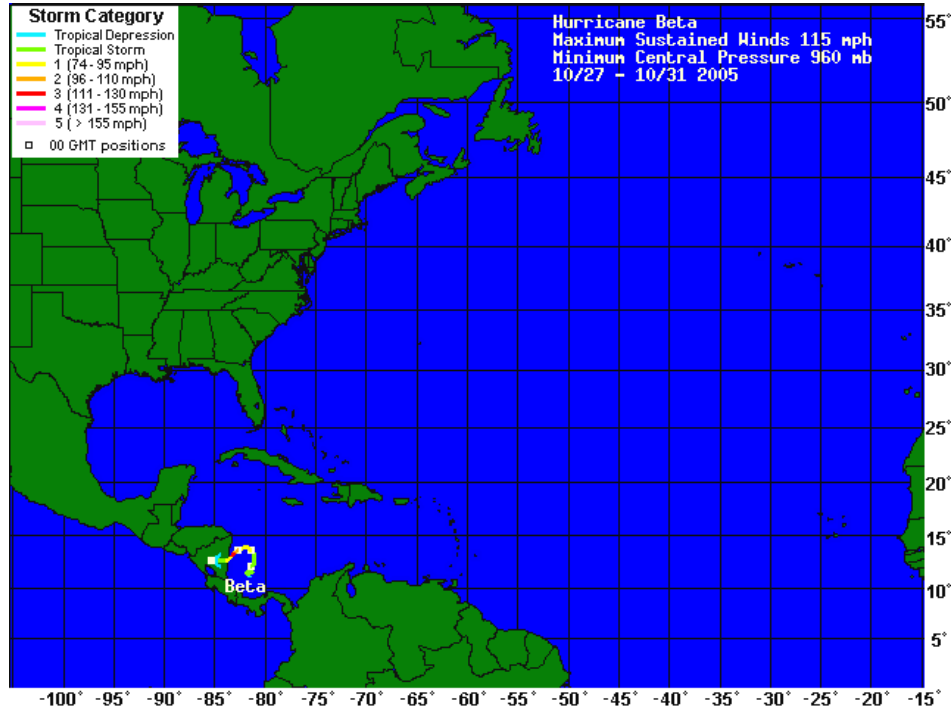 Storm Category
Tropical Depression
Tropical Storm
1 (74 - 95 mph)
2 (96 - 110 mph)
3 (111 - 130 mph)
4 (131 - 155 mph)
5 ( > 155 mph)
00 GMT positions
Hurricane Beta
Maximum Sustained Winds 115 mph
Minimum Central Pressure 960 mb
10/27 - 10/31 2005
55°
50°
45°
40°
35°
30°
25°
20°
15°
10°
5°
Beta
-100° -95° -90° -85° -80° -75° -70° -65° -60° -55° -50° -45° -40° -35° -30° -25° -20° -15°